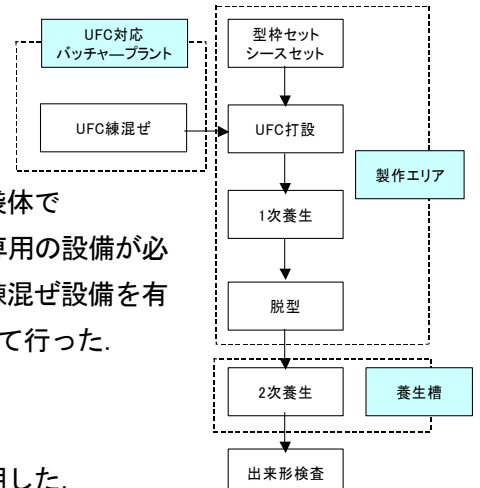 UFC対応
バッチャープラント
型枠セット
シースセット
UFC練混ぜ
UFC打設
製作エリア
1次養生
脱型
2次養生
養生槽
出来形検査
体で
専用の設備が必
練混ぜ設備を有
て行った.
用した.